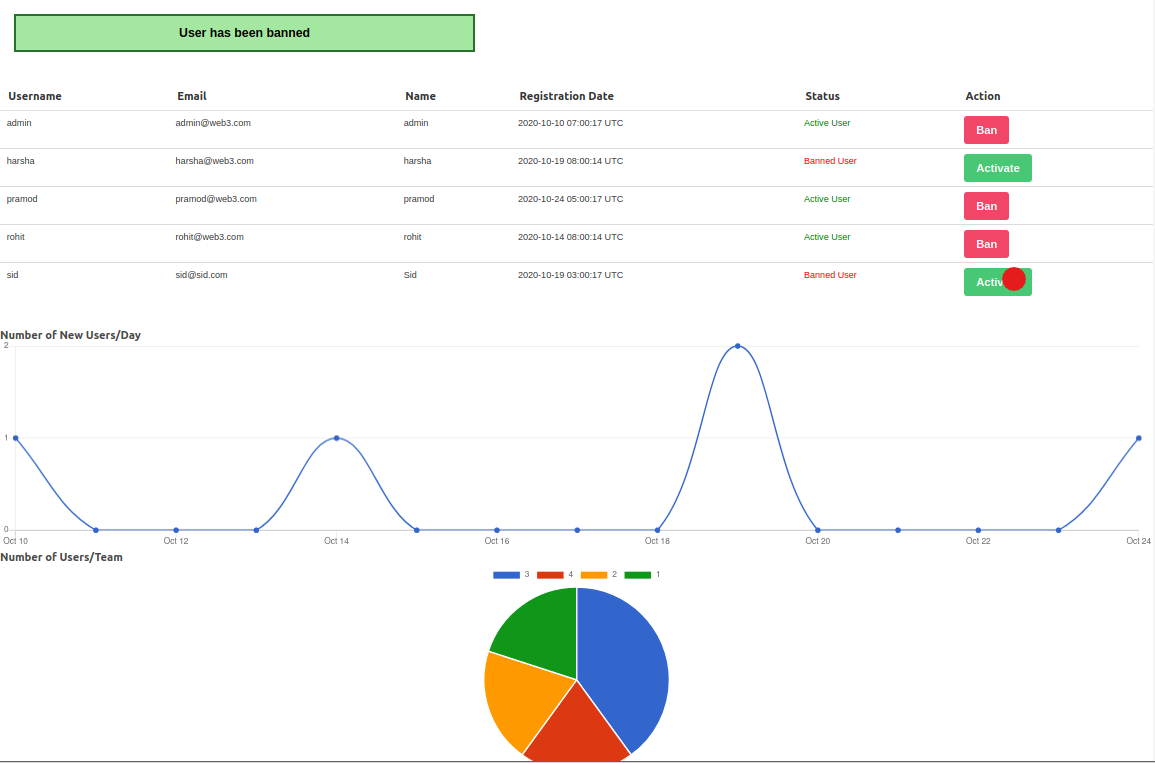 User has been banned
Username Email Name Registration Date Status Action
admin admin@web3.com admin 2020-10-10 07:00:17 UTC Active User Ban
harsha harsha@web3.com harsha 2020-10-19 08:00:14 UTC Banned User Activate
pramod pramod@web3.com pramod 2020-10-24 05:00:17 UTC Active User Ban
rohit rohit@web3.com rohit 2020-10-14 08:00:14 UTC Active User Ban
sid sid@sid.com Sid 2020-10-19 03:00:17 UTC Banned User
Number of New Users/Day
2
1
0
Oct 10 Oct 12 Oct 14 Oct 16 Oct 18 Oct 20 Oct 22 Oct 24
Number of Users/Team
3 4 2 1